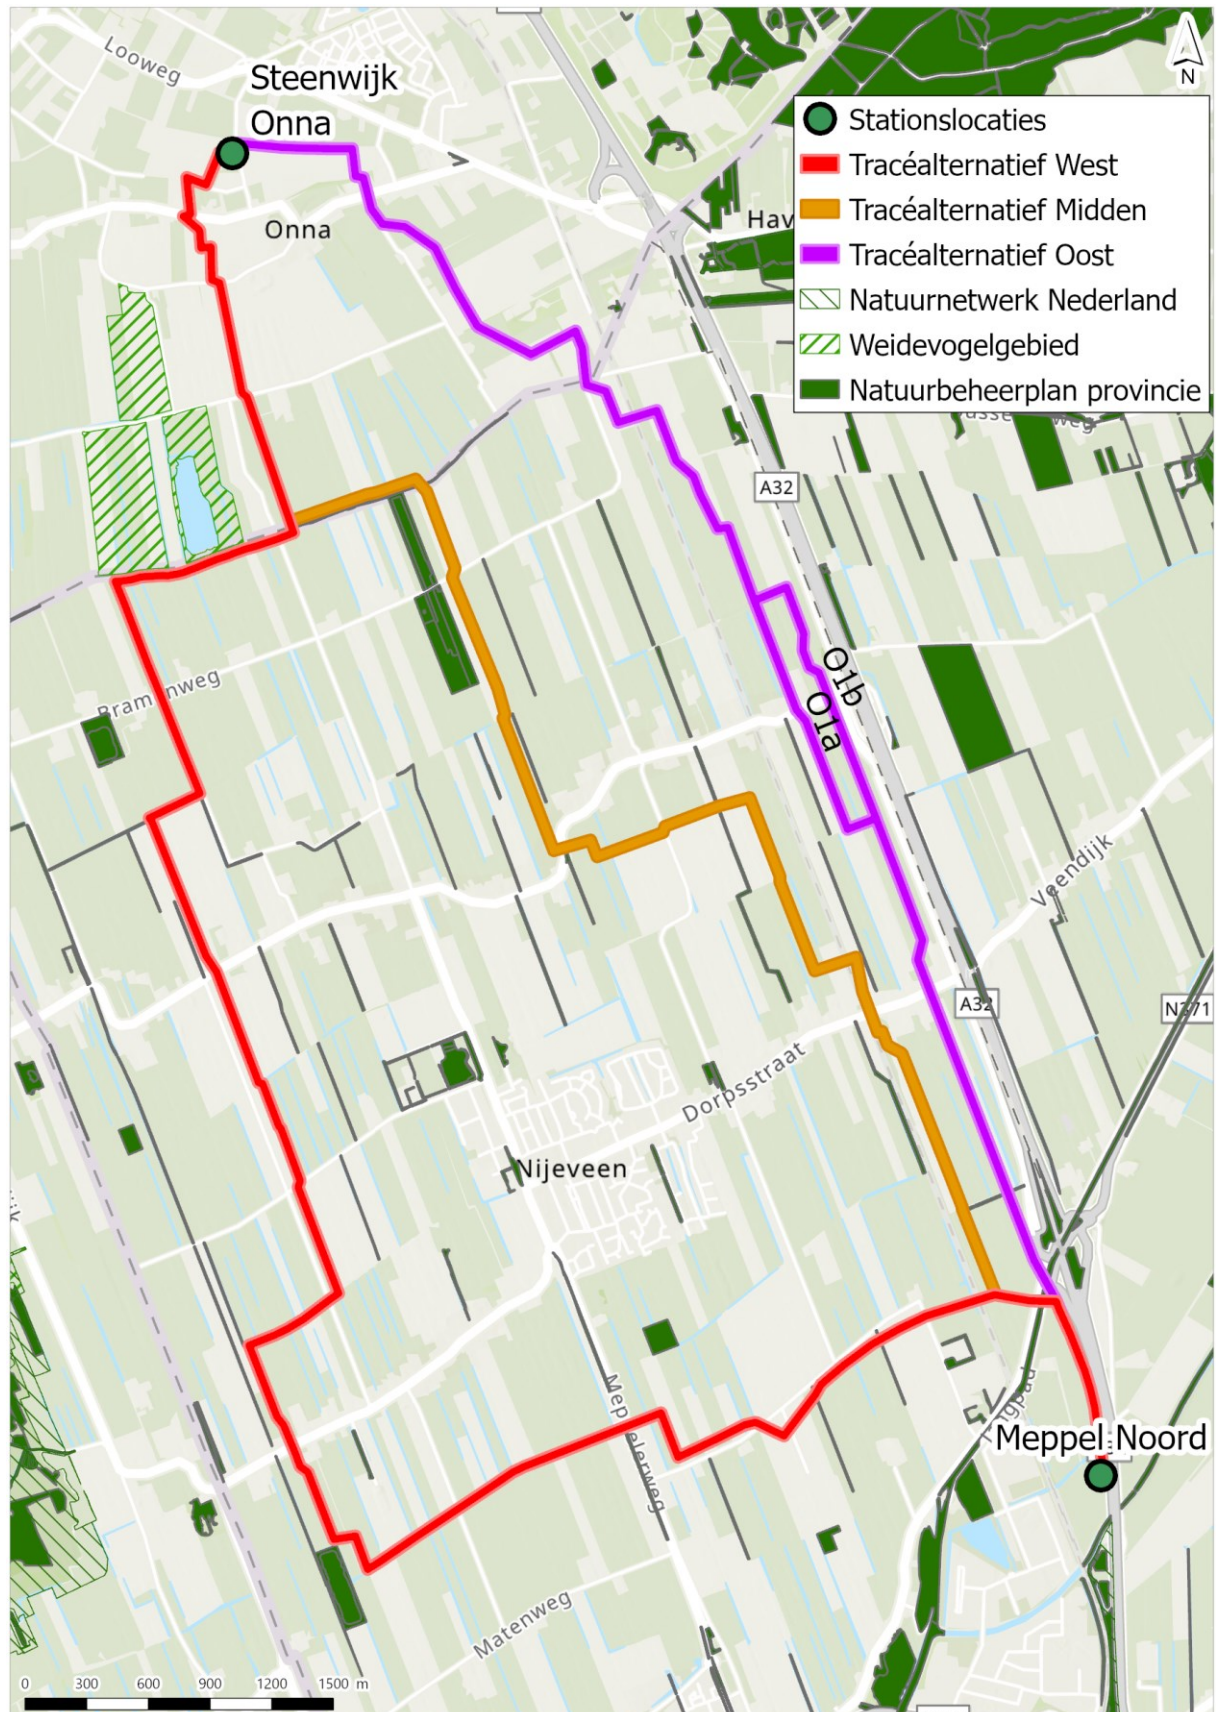 Looweg
Steenwijk
Onna
N
Stationslocaties
Tracéalternatief West
Tracéalternatief Midden
Tracéalternatief Oost
Natuurnetwerk Nederland
Weidevogelgebied
Natuurbeheerplan provincie
Onna
Hav
A32
O1b
O1a
Veendijk
A32
Dorpsstraat
Nijeveen
Meppel Noord
Matenweg
0 300 600 900 1200 1500 m